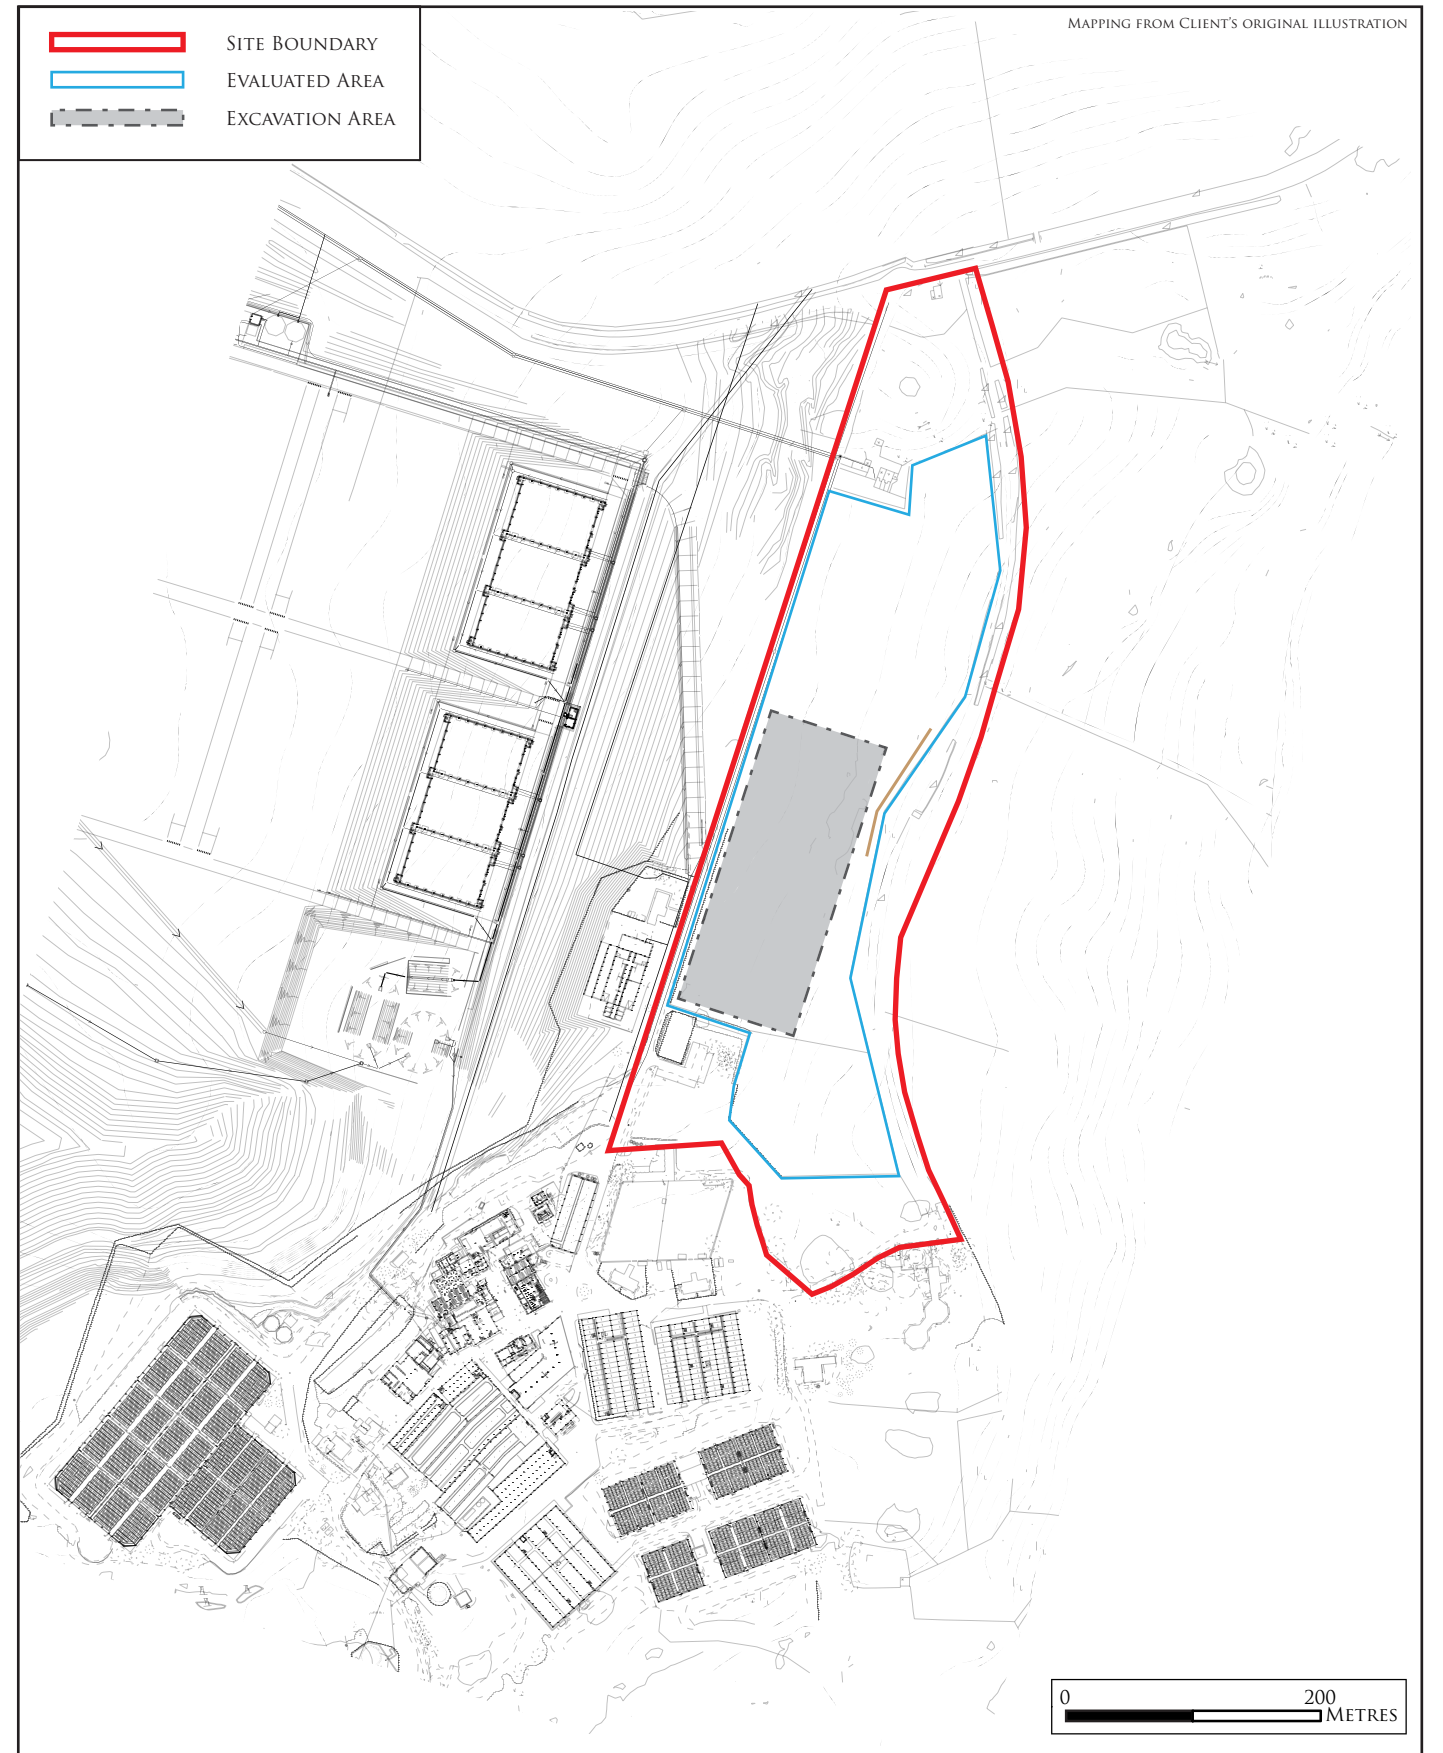 Mapping from Client's original illustration
Site Boundary
Evaluated Area
Excavation Area
0 200
Metres